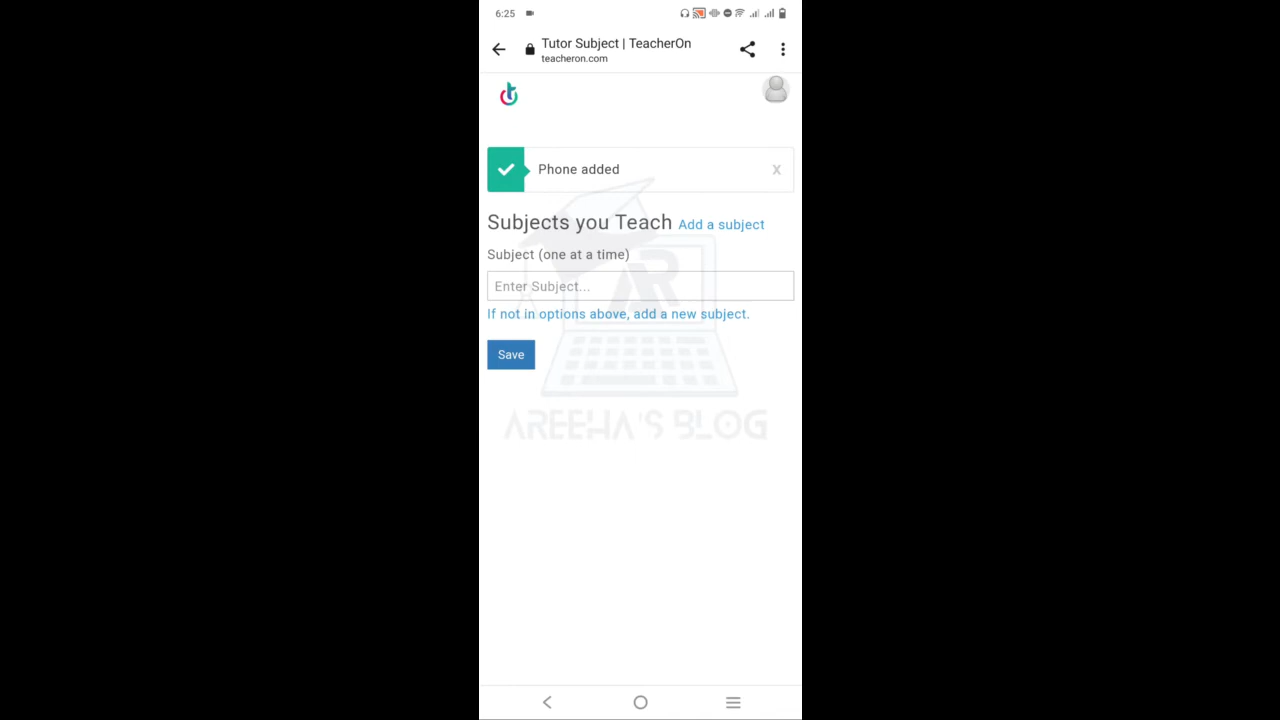 6:25
Tutor Subject | TeacherOn
teacheron.com
Phone added
x
Subjects you Teach Add a subject
Subject (one at a time)
Enter Subject...
If not in options above, add a new subject.
Save
AR
AREEHA'S BLOG